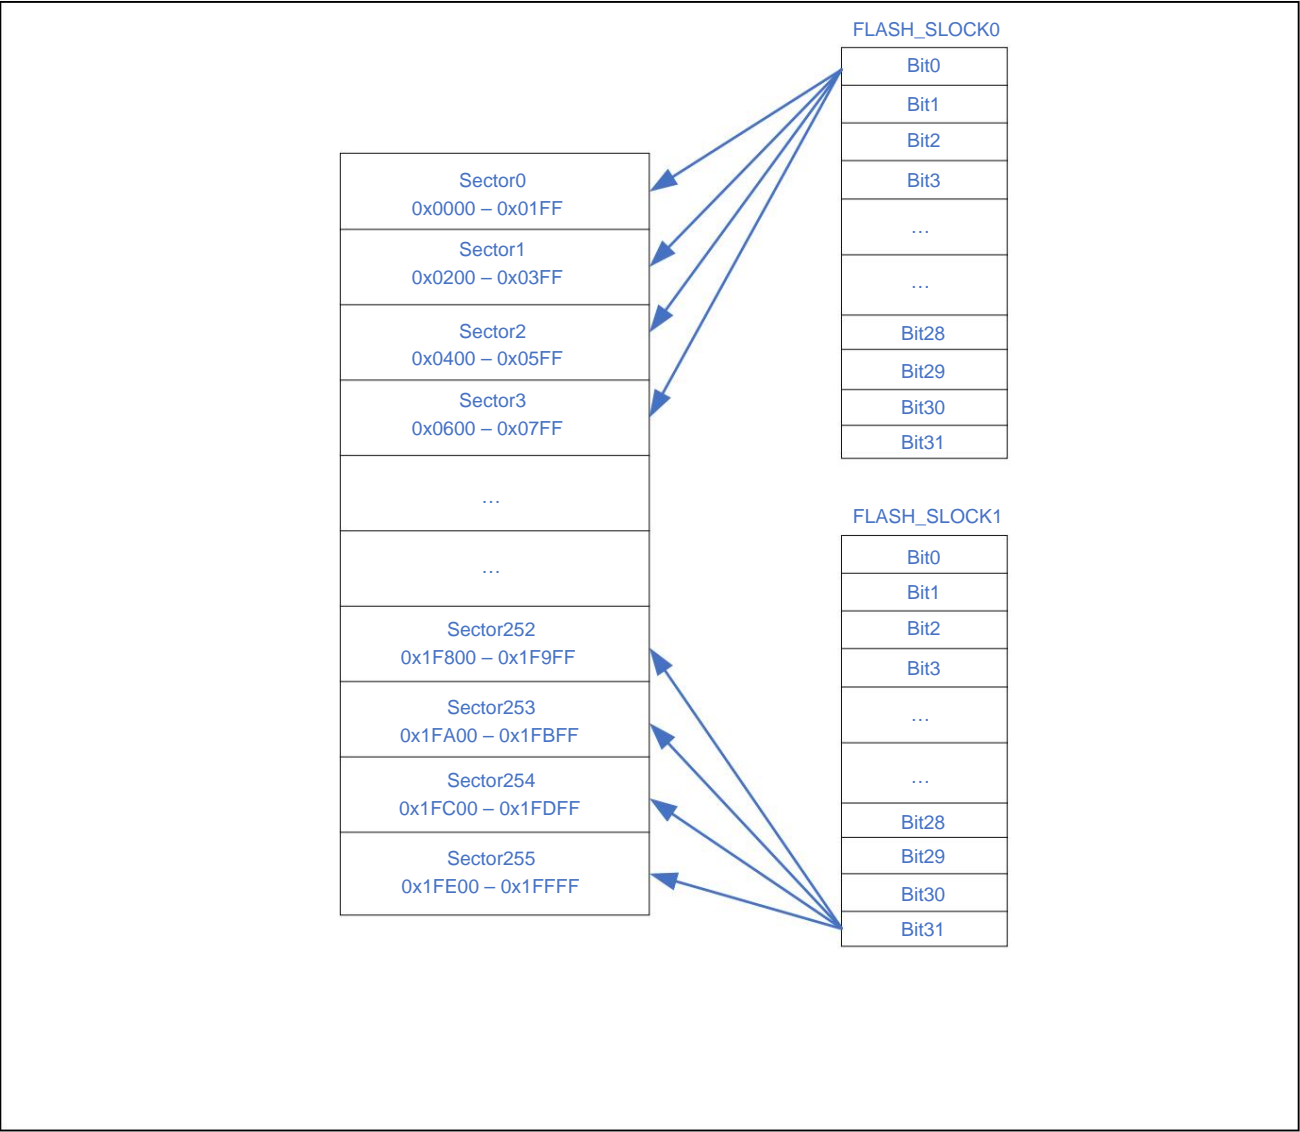 FLASH_SLOCK0
Bit0
Bit1
Bit2
Bit3
…
…
Bit28
Bit29
Bit30
Bit31
Sector0
0x0000 – 0x01FF
Sector1
0x0200 – 0x03FF
Sector2
0x0400 – 0x05FF
Sector3
0x0600 – 0x07FF
…
…
Sector252
0x1F800 – 0x1F9FF
Sector253
0x1FA00 – 0x1FBFF
Sector254
0x1FC00 – 0x1FDFF
Sector255
0x1FE00 – 0x1FFFF
FLASH_SLOCK1
Bit0
Bit1
Bit2
Bit3
…
…
Bit28
Bit29
Bit30
Bit31